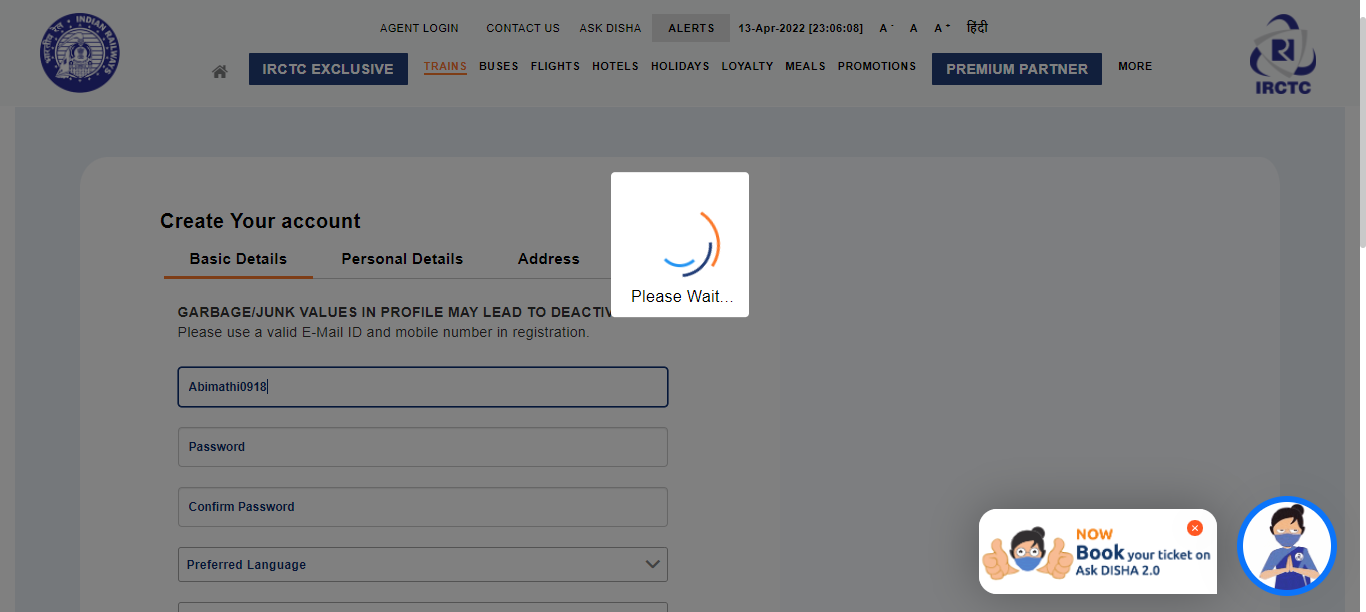 AGENT LOGIN CONTACT US ASK DISHA ALERTS 13-Apr-2022 [23:06:08] A- A A+ हिंदी
INDIAN RAILWAYS
भारतीय रेल
IRCTC EXCLUSIVE TRAINS BUSES FLIGHTS HOTELS HOLIDAYS LOYALTY MEALS PROMOTIONS PREMIUM PARTNER MORE
IRCTC
Create Your account
Basic Details Personal Details Address
Please Wait...
GARBAGE/JUNK VALUES IN PROFILE MAY LEAD TO
Please use a valid E-Mail ID and mobile number in registration.
Abimathi0918
Password
Confirm Password
Preferred Language
NOW
Book your ticket on
Ask DISHA 2.0